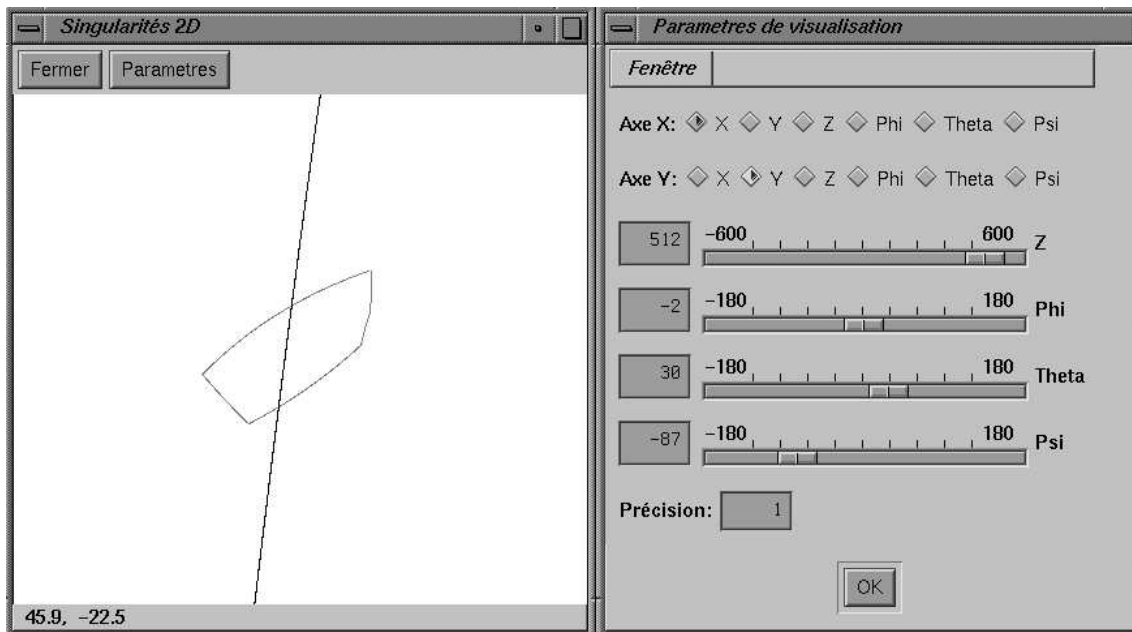 Singularités 2D
Fermer Parametres
45.9, -22.5
Parametres de visualisation
Fenêtre
Axe X: X Y Z Phi Theta Psi
Axe Y: X Y Z Phi Theta Psi
512 -600 600 Z
-2 -180 180 Phi
30 -180 180 Theta
-87 -180 180 Psi
Précision: 1
OK